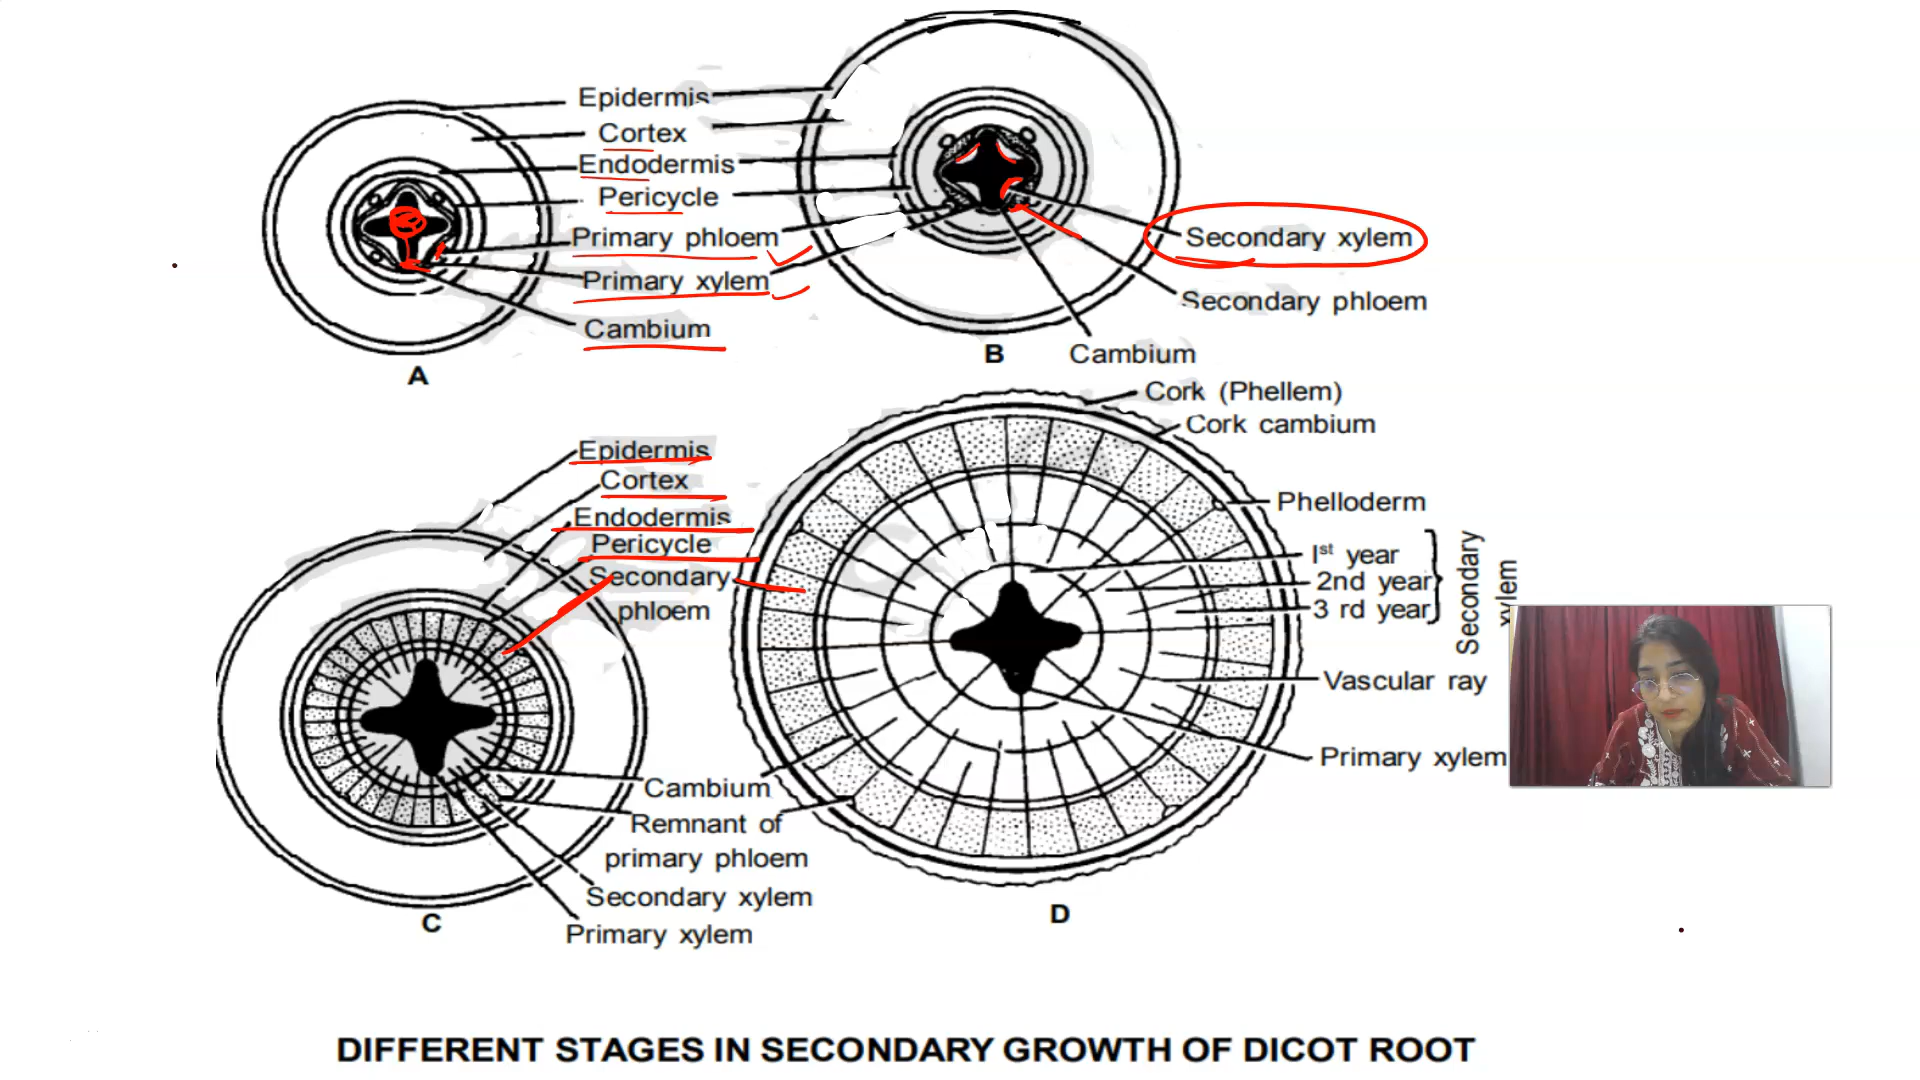 Epidermis
Cortex
Endodermis
Pericycle
Primary phloem
Primary xylem
Cambium
A
Secondary xylem
Secondary phloem
Cambium
B
Epidermis
Cortex
Endodermis
Pericycle
Secondary
phloem
Cambium
Remnant of
primary phloem
Secondary xylem
Primary xylem
C
Cork (Phellem)
Cork cambium
Phelloderm
Ist year
2nd year
3 rd year
Secondary
xylem
Vascular ray
Primary xylem
D
DIFFERENT STAGES IN SECONDARY GROWTH OF DICOT ROOT